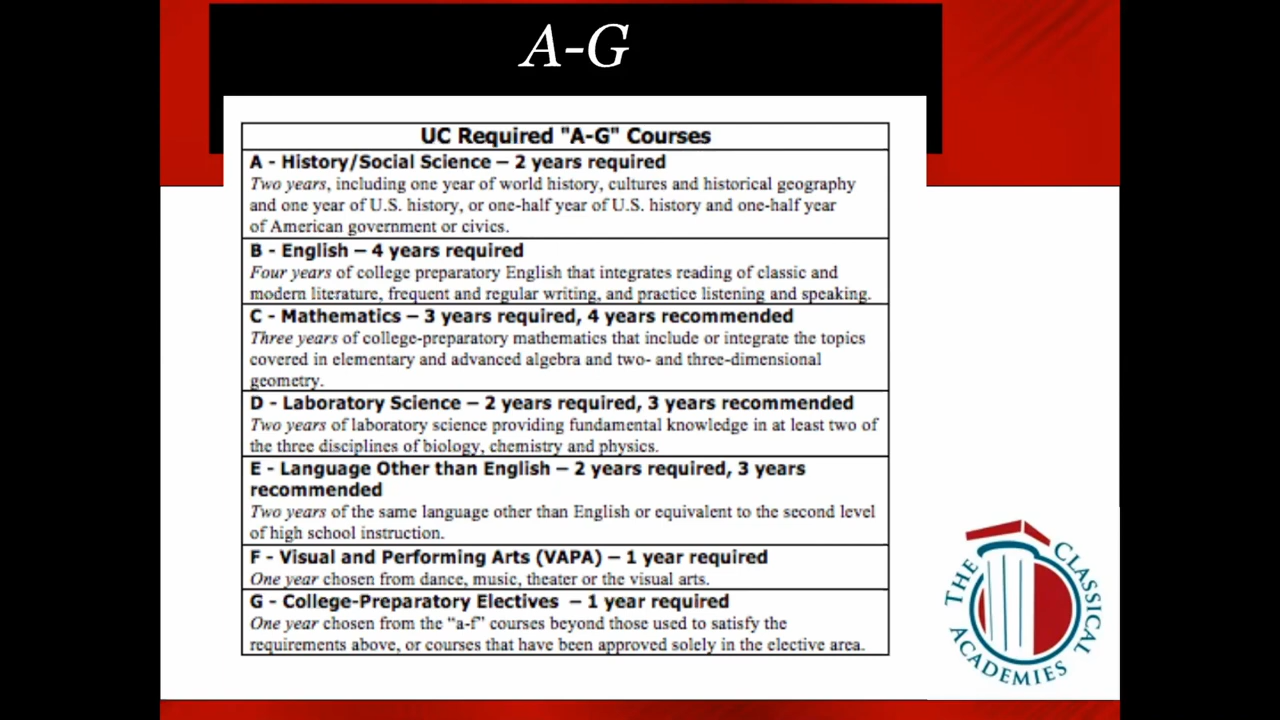 A-G
UC Required "A-G" Courses
A - History/Social Science – 2 years required
Two years, including one year of world history, cultures and historical geography
and one year of U.S. history, or one-half year of U.S. history and one-half year
of American government or civics.
B - English – 4 years required
Four years of college preparatory English that integrates reading of classic and
modern literature, frequent and regular writing, and practice listening and speaking.
C - Mathematics – 3 years required, 4 years recommended
Three years of college-preparatory mathematics that include or integrate the topics
covered in elementary and advanced algebra and two- and three-dimensional
geometry.
D - Laboratory Science – 2 years required, 3 years recommended
Two years of laboratory science providing fundamental knowledge in at least two of
the three disciplines of biology, chemistry and physics.
E - Language Other than English – 2 years required, 3 years
recommended
Two years of the same language other than English or equivalent to the second level
of high school instruction.
F - Visual and Performing Arts (VAPA) – 1 year required
One year chosen from dance, music, theater or the visual arts.
G - College-Preparatory Electives – 1 year required
One year chosen from the “a-f” courses beyond those used to satisfy the
requirements above, or courses that have been approved solely in the elective area.
THE CLASSICAL
ACADEMIES